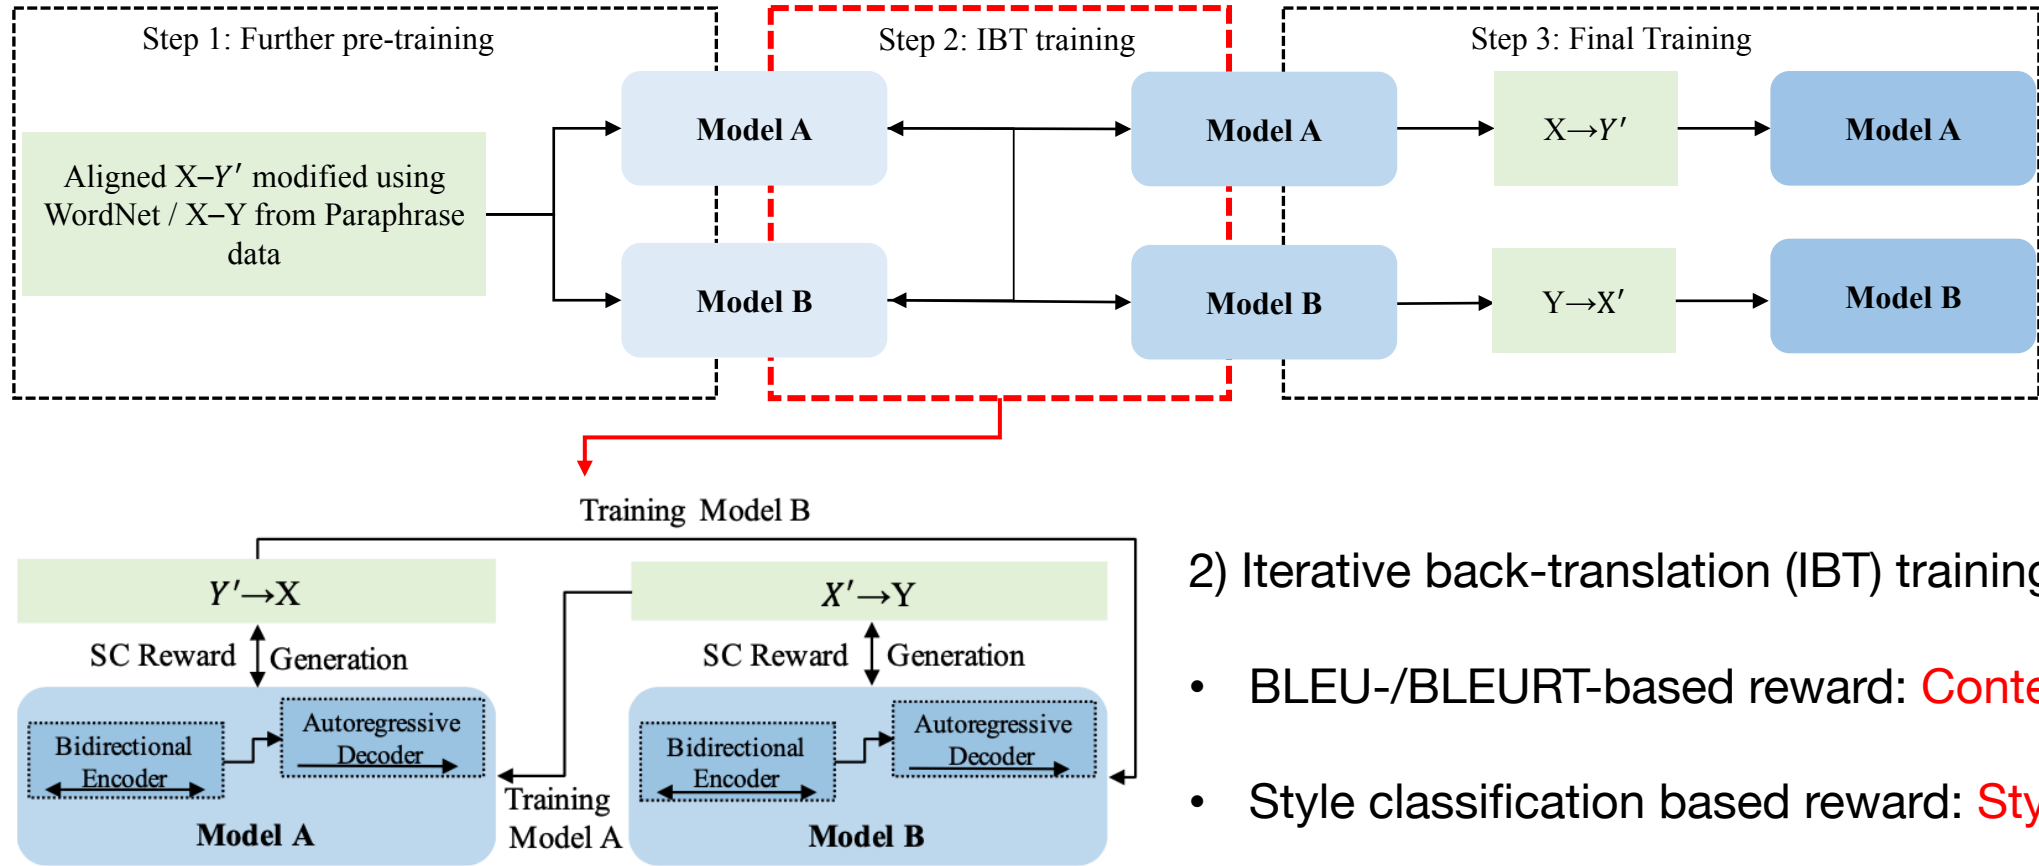 Step 1: Further pre-training
Step 2: IBT training
Step 3: Final Training
Aligned X–Y′ modified using
WordNet / X–Y from Paraphrase
data
Model A
Model B
Model A
Model B
X→Y′
Y→X′
Model A
Model B
Training Model B
Y′→X
SC Reward
Generation
Bidirectional
Encoder
Autoregressive
Decoder
Model A
Training
Model A
X′→Y
SC Reward
Generation
Bidirectional
Encoder
Autoregressive
Decoder
Model B
2) Iterative back-translation (IBT) training
• BLEU-/BLEURT-based reward: Conte
• Style classification based reward: Sty